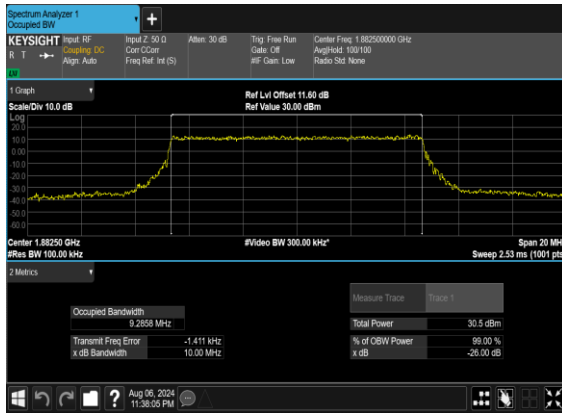 Spectrum Analyzer 1
Occupied BW
KEYSIGHT
R T
Input: RF
Coupling: DC
Align: Auto
Input Z: 50 Ω
Corr CCorr
Freq Ref: Int (S)
Atten: 30 dB
Trig: Free Run
Gate: Off
#IF Gain: Low
Center Freq: 1.882500000 GHz
Avg|Hold: 100/100
Radio Std: None
1 Graph
Scale/Div 10.0 dB
Ref Lvl Offset 11.60 dB
Ref Value 30.00 dBm
Log
20.0
10.0
0.00
-10.0
-20.0
-30.0
-40.0
-50.0
-60.0
Center 1.88250 GHz
#Res BW 100.00 kHz
#Video BW 300.00 kHz*
Span 20 MH
Sweep 2.53 ms (1001 pts
2 Metrics
Measure Trace
Trace 1
Occupied Bandwidth
9.2858 MHz
Total Power
30.5 dBm
Transmit Freq Error
-1.411 kHz
% of OBW Power
99.00 %
x dB Bandwidth
10.00 MHz
x dB
-26.00 dB
Aug 06, 2024
11:38:05 PM